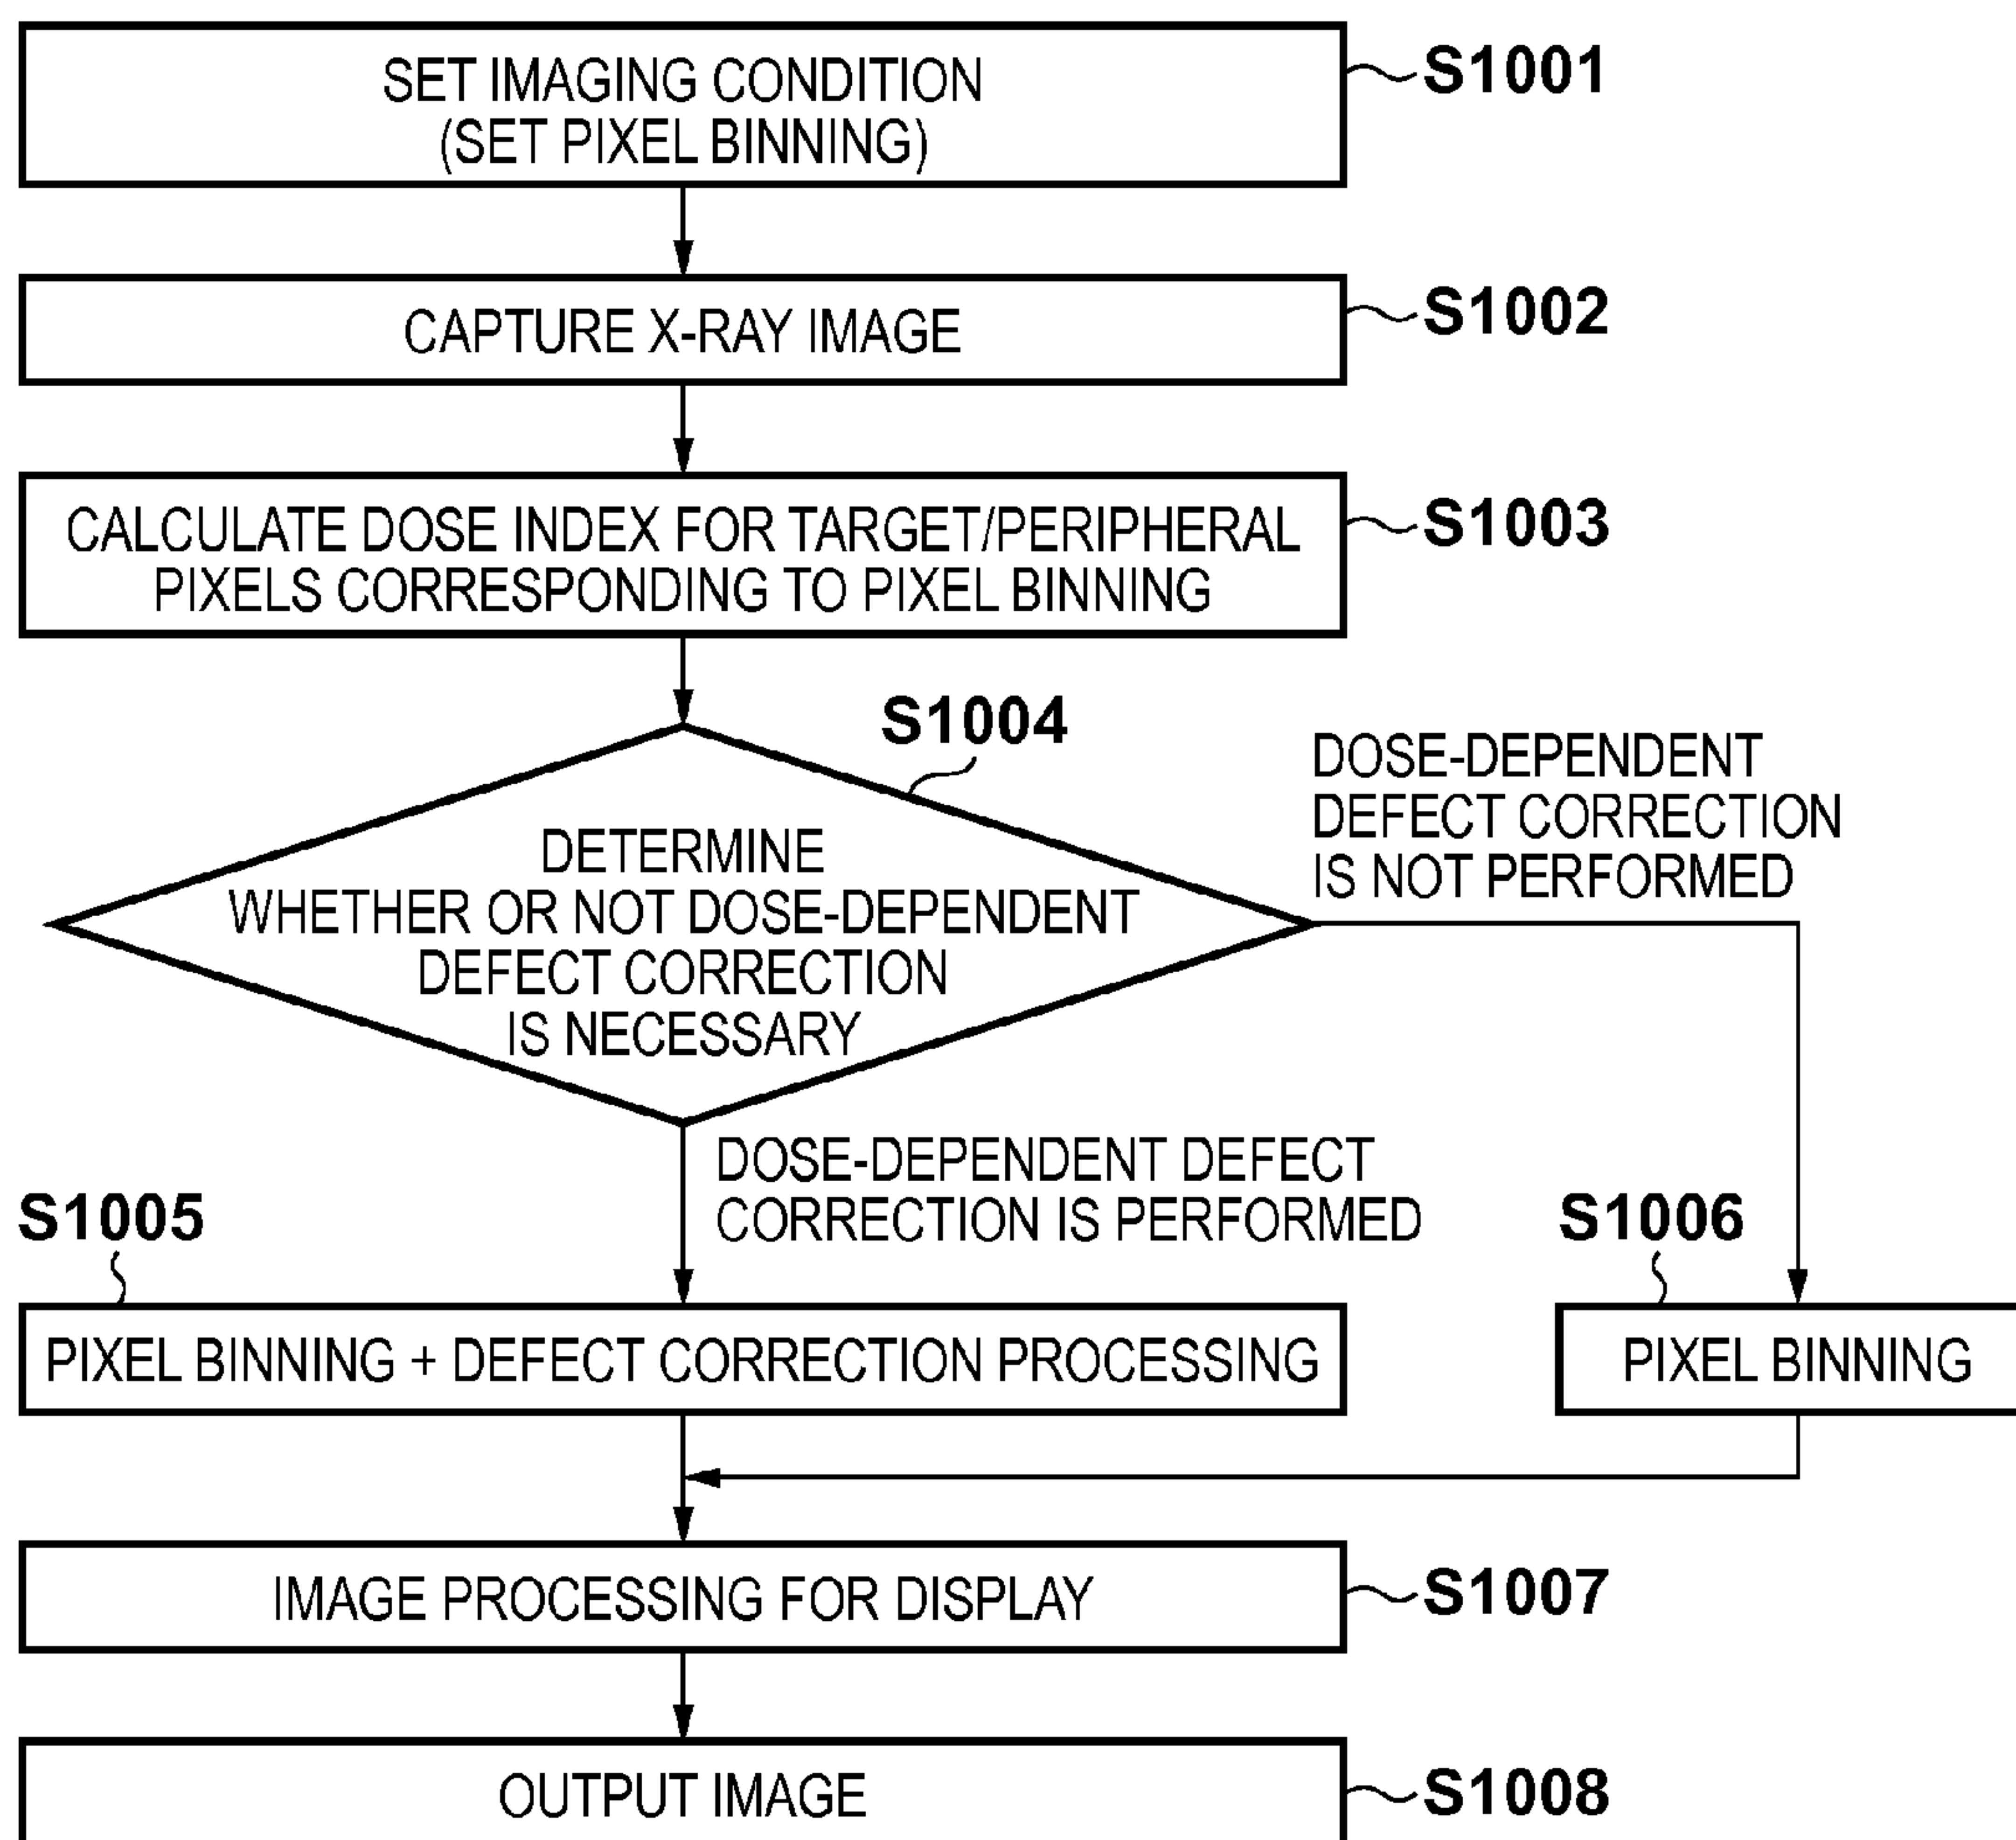 SET IMAGING CONDITION
(SET PIXEL BINNING)
S1001
CAPTURE X-RAY IMAGE
S1002
CALCULATE DOSE INDEX FOR TARGET/PERIPHERAL
PIXELS CORRESPONDING TO PIXEL BINNING
S1003
S1004
DETERMINE
WHETHER OR NOT DOSE-DEPENDENT
DEFECT CORRECTION
IS NECESSARY
DOSE-DEPENDENT
DEFECT CORRECTION
IS NOT PERFORMED
DOSE-DEPENDENT DEFECT
CORRECTION IS PERFORMED
S1005
PIXEL BINNING + DEFECT CORRECTION PROCESSING
S1006
PIXEL BINNING
IMAGE PROCESSING FOR DISPLAY
S1007
OUTPUT IMAGE
S1008